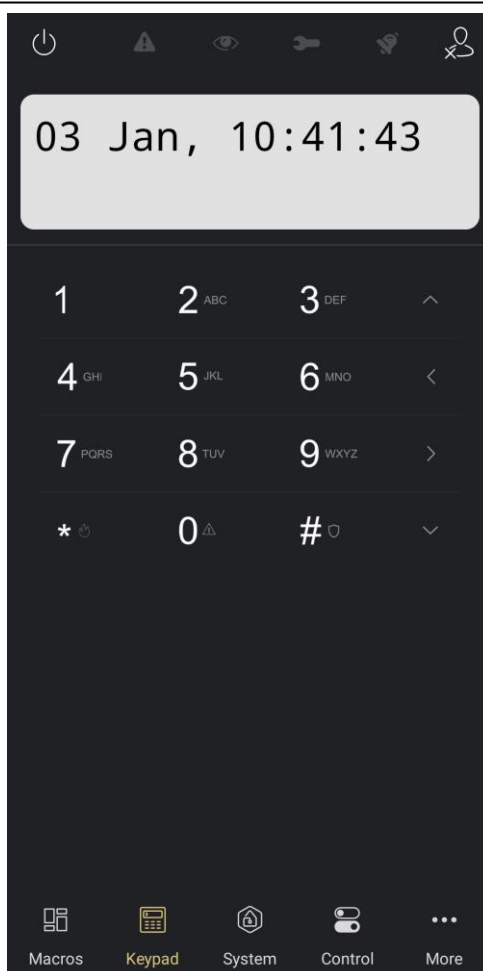 03 Jan, 10:41:43
1 2 ABC 3 DEF
4 GHI 5 JKL 6 MNO
7 PQRS 8 TUV 9 WXYZ
* 0 #
Macros Keypad System Control More